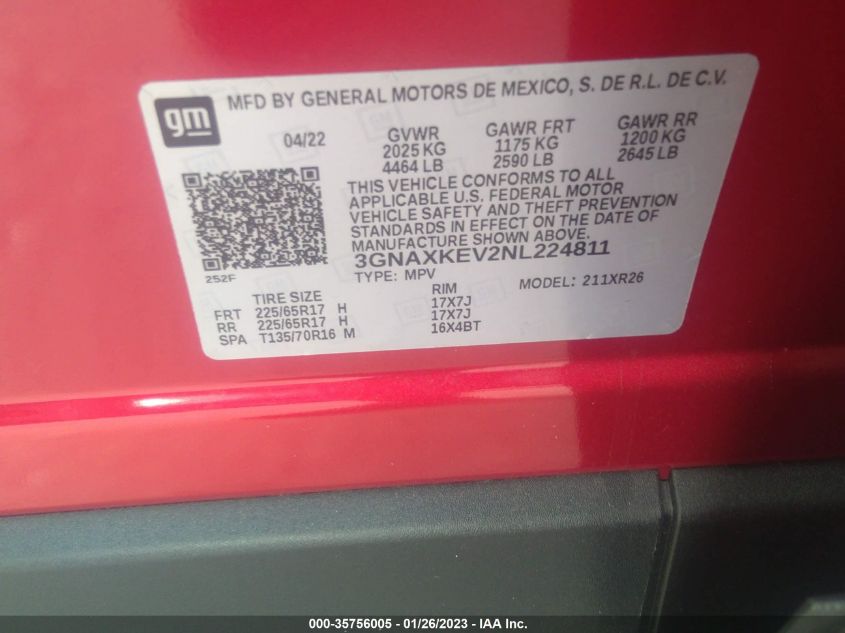 gm
MFD BY GENERAL MOTORS DE MEXICO, S. DE R.L. DE C.V.
04/22 GVWR GAWR FRT GAWR RR
2025 KG 1175 KG 1200 KG
4464 LB 2590 LB 2645 LB
THIS VEHICLE CONFORMS TO ALL
APPLICABLE U.S. FEDERAL MOTOR
VEHICLE SAFETY AND THEFT PREVENTION
STANDARDS IN EFFECT ON THE DATE OF
MANUFACTURE SHOWN ABOVE.
3GNAXKEV2NL224811
252F
TYPE: MPV MODEL: 211XR26
TIRE SIZE RIM
FRT 225/65R17 H 17X7J
RR 225/65R17 H 17X7J
SPA T135/70R16 M 16X4BT
000-35756005 - 01/26/2023 - IAA Inc.